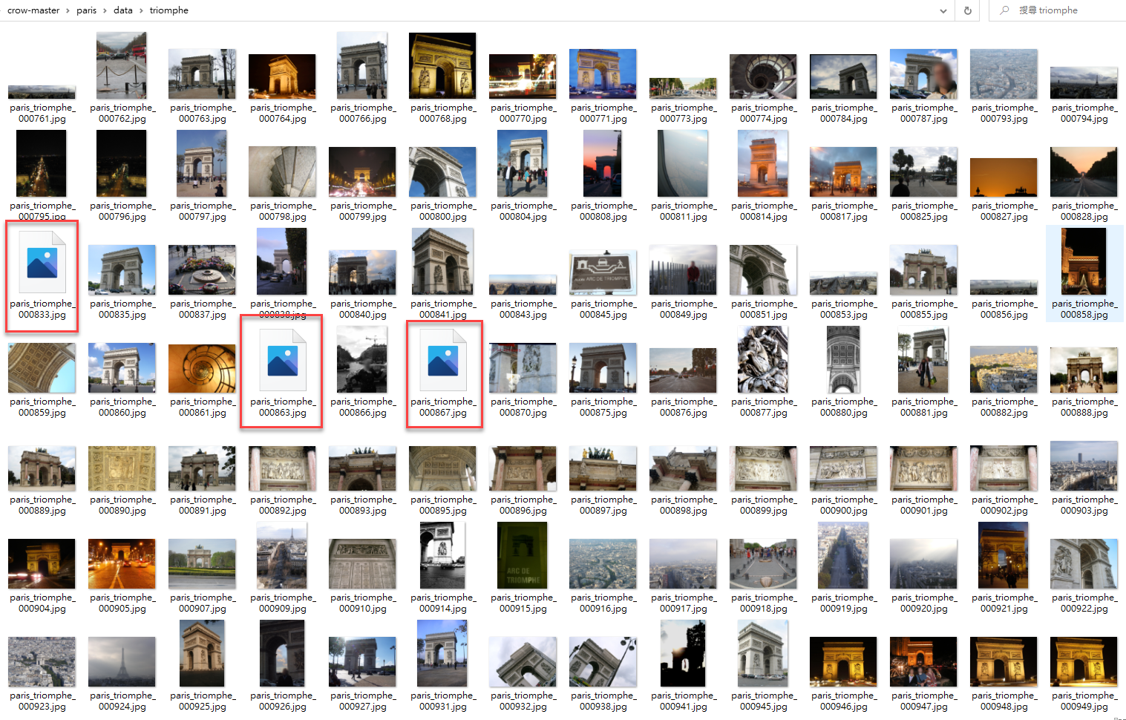 crow-master › paris › data › triomphe
搜尋 triomphe
paris_triomphe_000761.jpg
paris_triomphe_000762.jpg
paris_triomphe_000763.jpg
paris_triomphe_000764.jpg
paris_triomphe_000766.jpg
paris_triomphe_000768.jpg
paris_triomphe_000770.jpg
paris_triomphe_000771.jpg
paris_triomphe_000773.jpg
paris_triomphe_000774.jpg
paris_triomphe_000784.jpg
paris_triomphe_000787.jpg
paris_triomphe_000793.jpg
paris_triomphe_000794.jpg
paris_triomphe_000795.jpg
paris_triomphe_000796.jpg
paris_triomphe_000797.jpg
paris_triomphe_000798.jpg
paris_triomphe_000799.jpg
paris_triomphe_000800.jpg
paris_triomphe_000804.jpg
paris_triomphe_000808.jpg
paris_triomphe_000811.jpg
paris_triomphe_000814.jpg
paris_triomphe_000817.jpg
paris_triomphe_000825.jpg
paris_triomphe_000827.jpg
paris_triomphe_000828.jpg
paris_triomphe_000833.jpg
paris_triomphe_000835.jpg
paris_triomphe_000837.jpg
paris_triomphe_000838.jpg
paris_triomphe_000840.jpg
paris_triomphe_000841.jpg
paris_triomphe_000843.jpg
paris_triomphe_000845.jpg
paris_triomphe_000849.jpg
paris_triomphe_000851.jpg
paris_triomphe_000853.jpg
paris_triomphe_000855.jpg
paris_triomphe_000856.jpg
paris_triomphe_000858.jpg
paris_triomphe_000859.jpg
paris_triomphe_000860.jpg
paris_triomphe_000861.jpg
paris_triomphe_000863.jpg
paris_triomphe_000866.jpg
paris_triomphe_000867.jpg
paris_triomphe_000870.jpg
paris_triomphe_000875.jpg
paris_triomphe_000876.jpg
paris_triomphe_000877.jpg
paris_triomphe_000880.jpg
paris_triomphe_000881.jpg
paris_triomphe_000882.jpg
paris_triomphe_000888.jpg
paris_triomphe_000889.jpg
paris_triomphe_000890.jpg
paris_triomphe_000891.jpg
paris_triomphe_000892.jpg
paris_triomphe_000893.jpg
paris_triomphe_000895.jpg
paris_triomphe_000896.jpg
paris_triomphe_000897.jpg
paris_triomphe_000898.jpg
paris_triomphe_000899.jpg
paris_triomphe_000900.jpg
paris_triomphe_000901.jpg
paris_triomphe_000902.jpg
paris_triomphe_000903.jpg
ARC DE
TRIOMPHE
paris_triomphe_000904.jpg
paris_triomphe_000905.jpg
paris_triomphe_000907.jpg
paris_triomphe_000909.jpg
paris_triomphe_000910.jpg
paris_triomphe_000914.jpg
paris_triomphe_000915.jpg
paris_triomphe_000916.jpg
paris_triomphe_000917.jpg
paris_triomphe_000918.jpg
paris_triomphe_000919.jpg
paris_triomphe_000920.jpg
paris_triomphe_000921.jpg
paris_triomphe_000922.jpg
paris_triomphe_000923.jpg
paris_triomphe_000924.jpg
paris_triomphe_000925.jpg
paris_triomphe_000926.jpg
paris_triomphe_000927.jpg
paris_triomphe_000931.jpg
paris_triomphe_000932.jpg
paris_triomphe_000938.jpg
paris_triomphe_000941.jpg
paris_triomphe_000945.jpg
paris_triomphe_000946.jpg
paris_triomphe_000947.jpg
paris_triomphe_000948.jpg
paris_triomphe_000949.jpg